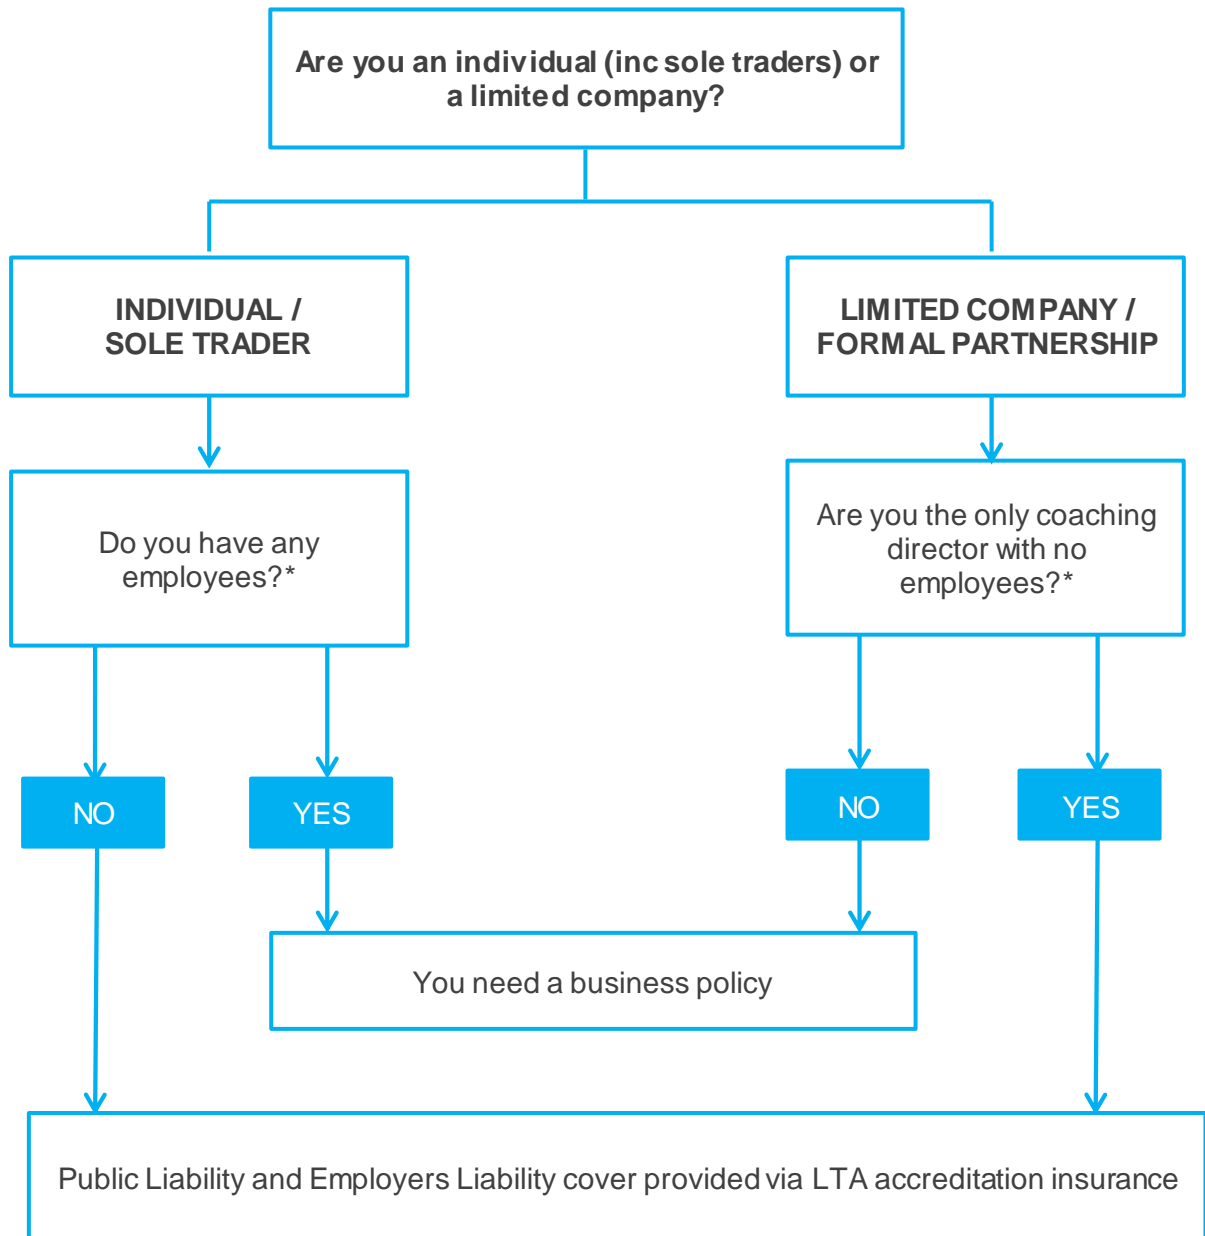 Are you an individual (inc sole traders) or
a limited company?
INDIVIDUAL /
SOLE TRADER
LIMITED COMPANY /
FORMAL PARTNERSHIP
Do you have any
employees?*
Are you the only coaching
director with no
employees?*
NO
YES
NO
YES
You need a business policy
Public Liability and Employers Liability cover provided via LTA accreditation insurance